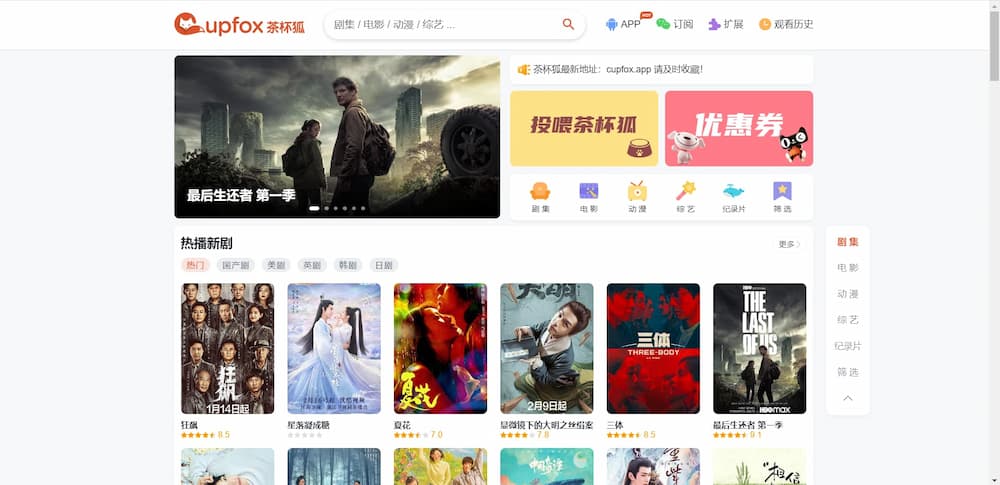 cupfox 茶杯狐
剧集 / 电影 / 动漫 / 综艺 ...
APP
HOT
订阅
扩展
观看历史
最后生还者 第一季
茶杯狐最新地址：cupfox.app 请及时收藏！
投喂茶杯狐
优惠券
剧集
电影
动漫
综艺
纪录片
筛选
热播新剧
更多
热门
国产剧
美剧
英剧
韩剧
日剧
狂飙
1月14日起
夏花
大明
2月9日起
三体
THREE-BODY
THE
LAST
OF US
HBOmax
狂飙
8.5
星落凝成糖
夏花
7.0
显微镜下的大明之丝绢案
7.8
三体
8.5
最后生还者 第一季
9.1
剧集
电影
动漫
综艺
纪录片
筛选